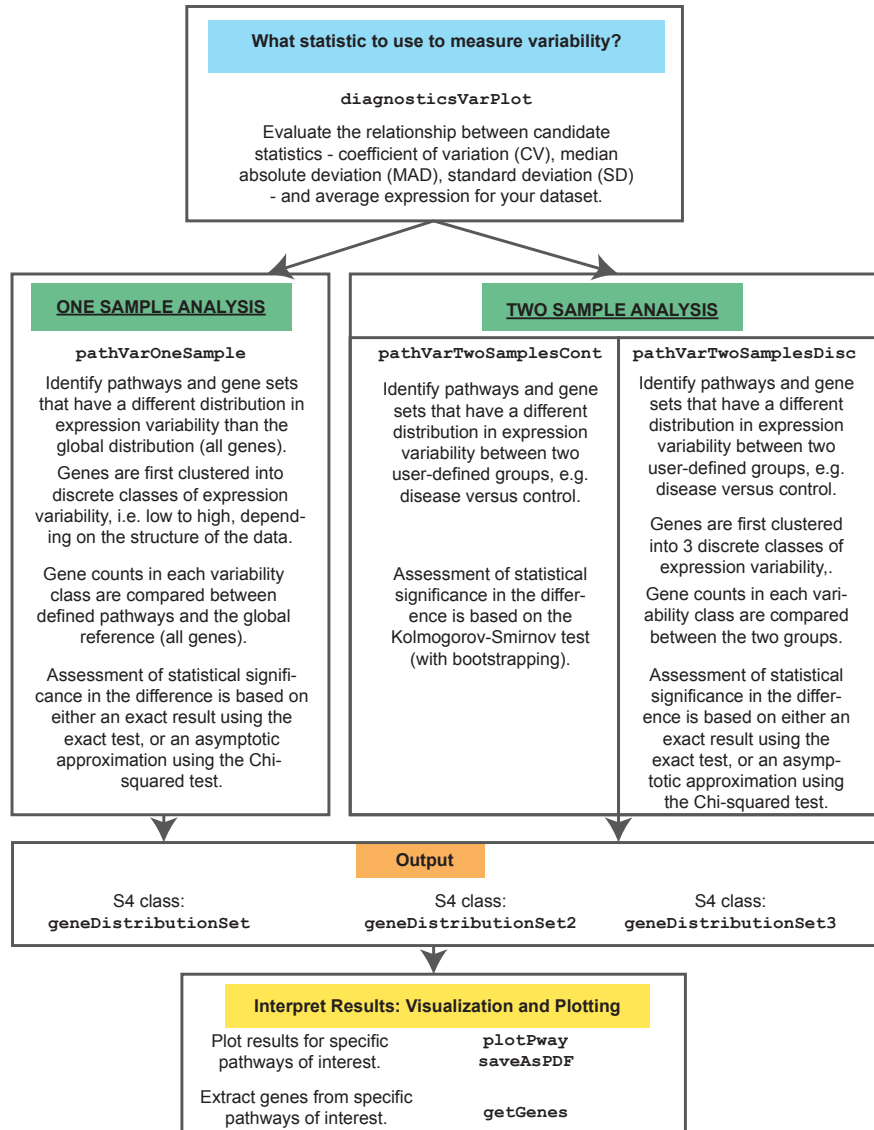 What statistic to use to measure variability?
diagnosticsVarPlot
Evaluate the relationship between candidate
statistics - coefficient of variation (CV), median
absolute deviation (MAD), standard deviation (SD)
- and average expression for your dataset.
ONE SAMPLE ANALYSIS
pathVarOneSample
Identify pathways and gene sets
that have a different distribution in
expression variability than the
global distribution (all genes).
Genes are first clustered into
discrete classes of expression
variability, i.e. low to high, depend-
ing on the structure of the data.
Gene counts in each variability
class are compared between
defined pathways and the global
reference (all genes).
Assessment of statistical signifi-
cance in the difference is based on
either an exact result using the
exact test, or an asymptotic
approximation using the Chi-
squared test.
TWO SAMPLE ANALYSIS
pathVarTwoSamplesCont
Identify pathways and gene
sets that have a different
distribution in expression
variability between two
user-defined groups, e.g.
disease versus control.
Assessment of statistical
significance in the differ-
ence is based on the
Kolmogorov-Smirnov test
(with bootstrapping).
pathVarTwoSamplesDisc
Identify pathways and gene
sets that have a different
distribution in expression
variability between two
user-defined groups, e.g.
disease versus control.
Genes are first clustered
into 3 discrete classes of
expression variability,.
Gene counts in each vari-
ability class are compared
between the two groups.
Assessment of statistical
significance in the differ-
ence is based on either an
exact result using the
exact test, or an asymp-
totic approximation using
the Chi-squared test.
Output
S4 class:
geneDistributionSet
S4 class:
geneDistributionSet2
S4 class:
geneDistributionSet3
Interpret Results: Visualization and Plotting
Plot results for specific
pathways of interest.
plotPway
saveAsPDF
Extract genes from specific
pathways of interest.
getGenes